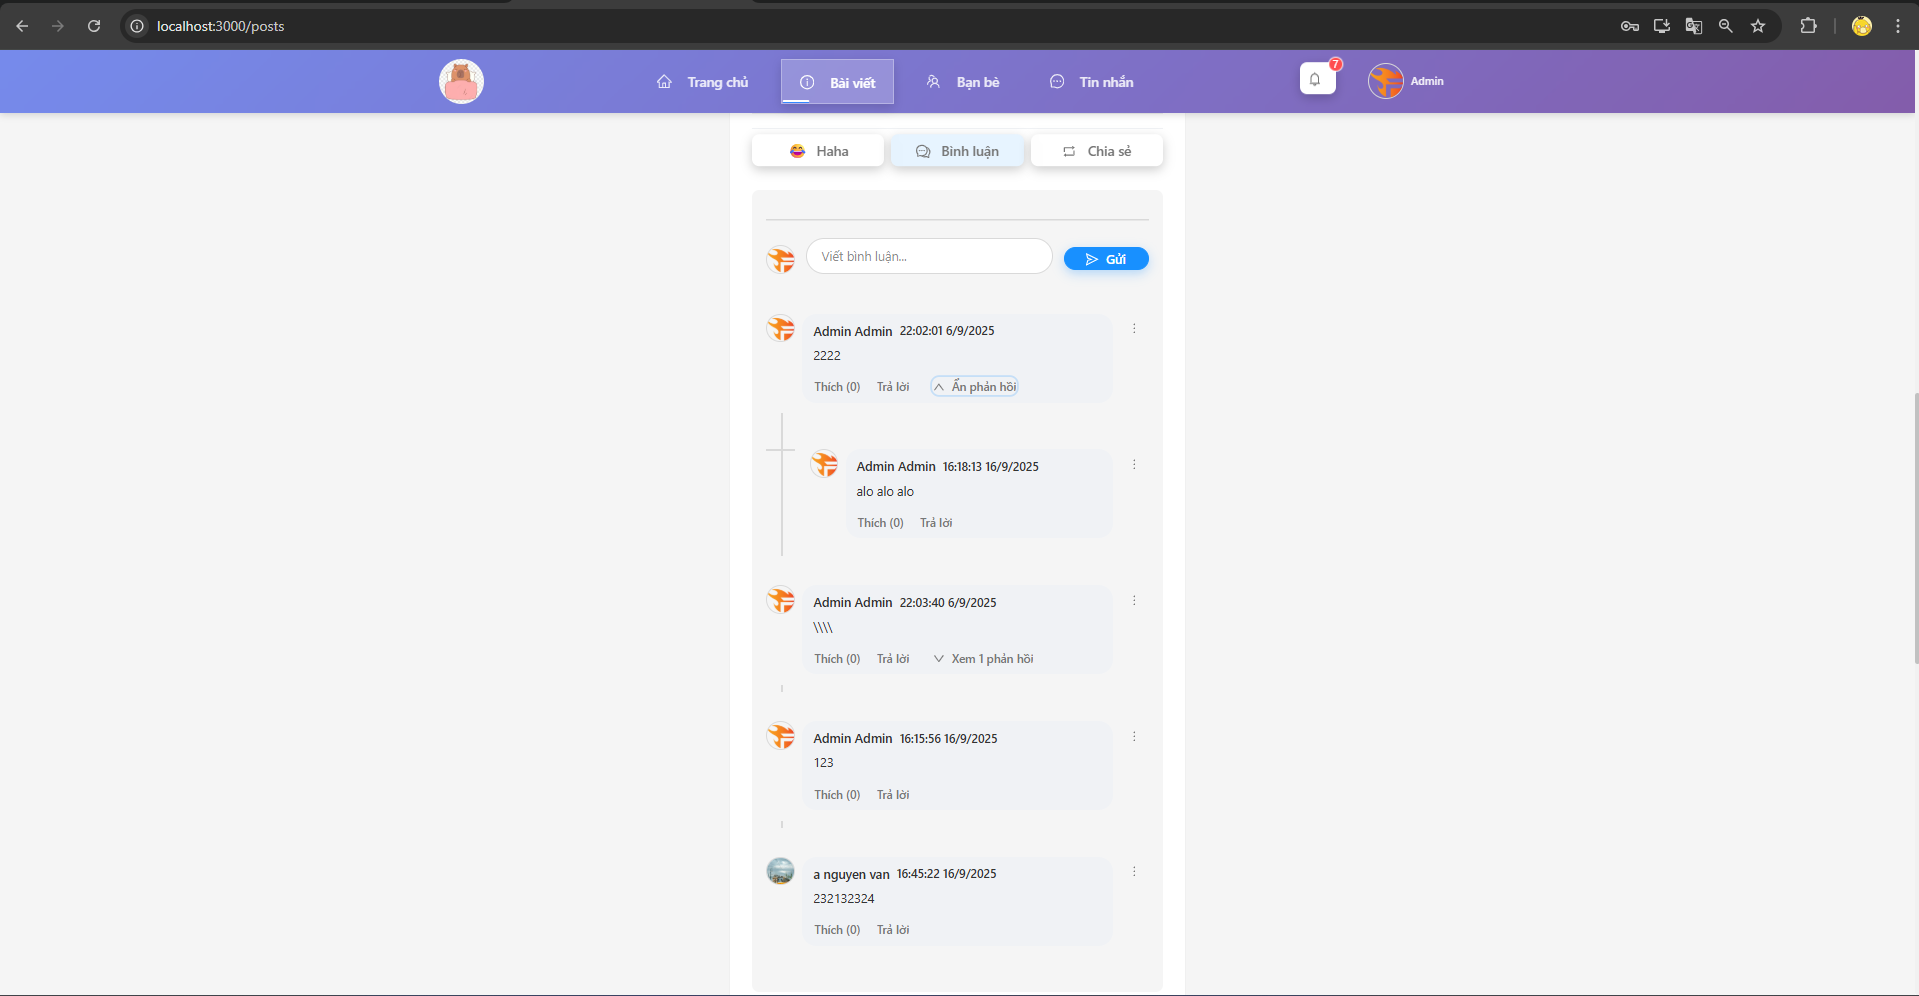 localhost:3000/posts
Trang chủ
Bài viết
Bạn bè
Tin nhắn
7
Admin
Haha
Bình luận
Chia sẻ
Viết bình luận...
Gửi
Admin Admin 22:02:01 6/9/2025
2222
Thích (0) Trả lời Ẩn phản hồi
Admin Admin 16:18:13 16/9/2025
alo alo alo
Thích (0) Trả lời
Admin Admin 22:03:40 6/9/2025
\\\\
Thích (0) Trả lời Xem 1 phản hồi
Admin Admin 16:15:56 16/9/2025
123
Thích (0) Trả lời
a nguyen van 16:45:22 16/9/2025
232132324
Thích (0) Trả lời